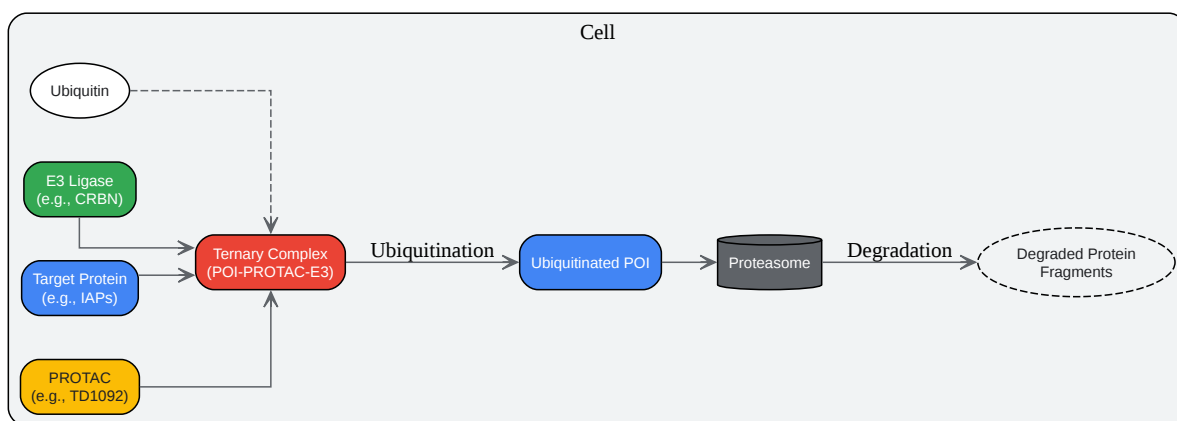 Cell
Ubiquitin
E3 Ligase
(e.g., CRBN)
Target Protein
(e.g., IAPs)
PROTAC
(e.g., TD1092)
Ternary Complex
(POI-PROTAC-E3)
Ubiquitination
Ubiquitinated POI
Proteasome
Degradation
Degraded Protein
Fragments